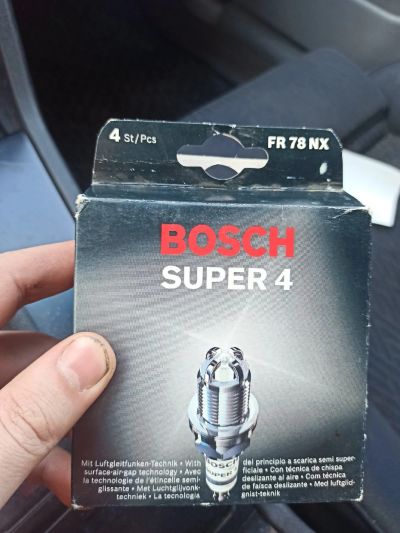 4 St/Pcs
FR 78 NX
BOSCH
SUPER 4
BOSCH
SUPER 4
Mit Luftgleitfunken-Technik • With
surface-air-gap technology • Avec
la technologie de l'étincelle semi-
glissante • Met Luchtglijvonk-
techniek • La tecnologia
del principio a scarica semi super-
ficiale • Con técnica de chispa
deslizante al aire • Com técnica
de faísca deslizante • Med luftglid-
gnist-teknik